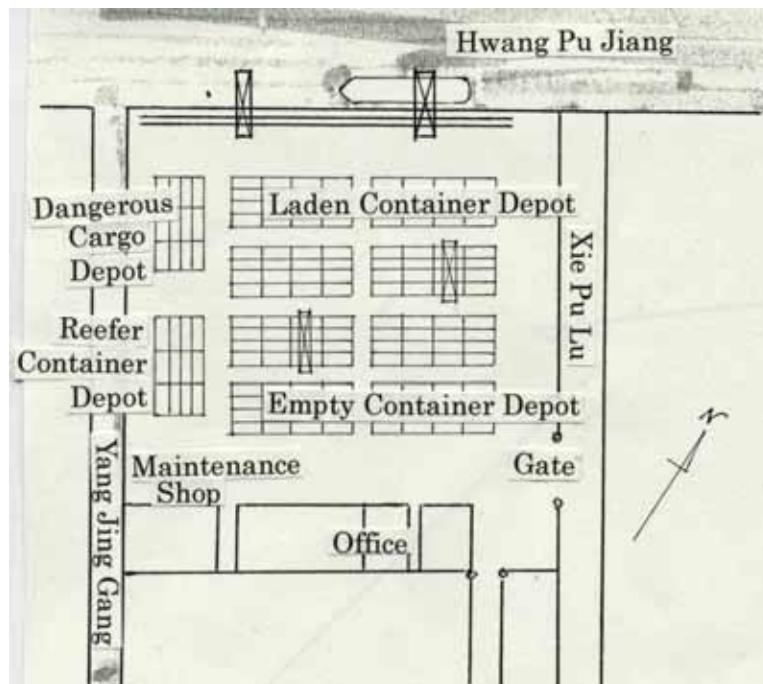 Hwang Pu Jiang
Dangerous
Cargo
Depot
Laden Container Depot
Xie Pu Lu
Reefer
Container
Depot
Empty Container Depot
Yang Jing Gang
Maintenance
Shop
Gate
Office
N